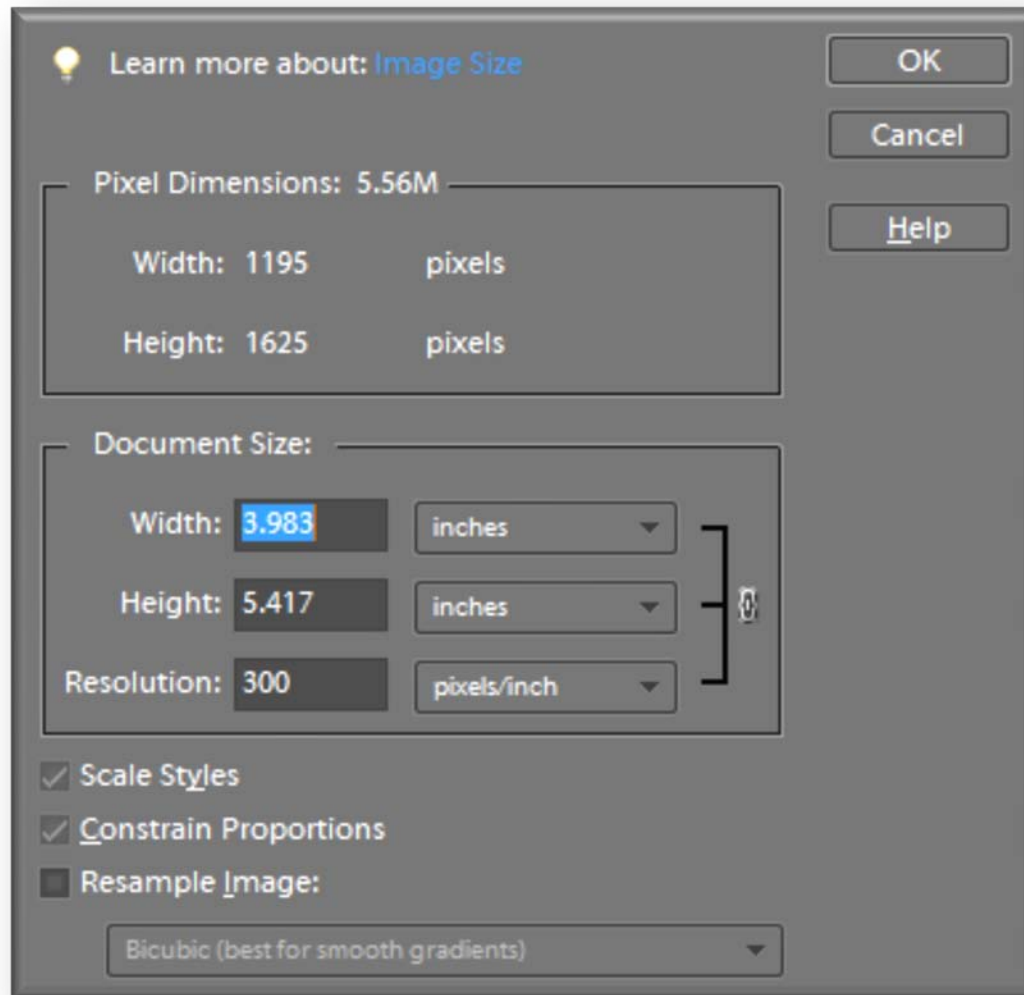 Learn more about: Image Size
OK
Cancel
Help
Pixel Dimensions: 5.56M
Width: 1195 pixels
Height: 1625 pixels
Document Size:
Width: 3.983 inches
Height: 5.417 inches
Resolution: 300 pixels/inch
Scale Styles
Constrain Proportions
Resample Image:
Bicubic (best for smooth gradients)